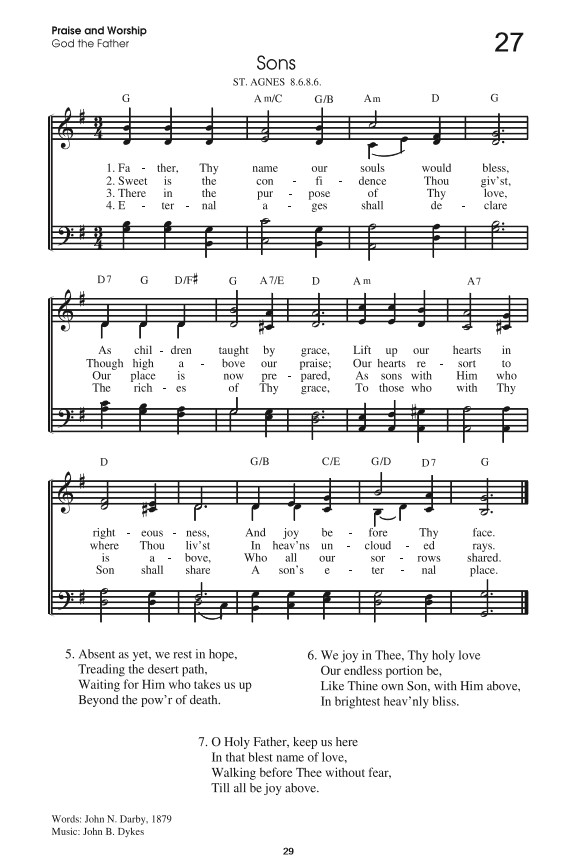 Praise and Worship
God the Father
27
Sons
ST. AGNES 8.6.8.6.
G Am/C G/B Am D G
1. Fa - ther, Thy name our souls would bless,
2. Sweet is the con - fi - dence Thou giv'st,
3. There in the pur - pose of Thy love,
4. E - ter - nal a - ges shall de - clare
D7 G D/F# G A7/E D Am A7
As chil - dren taught by grace, Lift up our hearts in
Though high a - bove our praise; Our hearts re - sort to
Our place is now pre - pared, As sons with Him who
The rich - es of Thy grace, To those who with Thy
D G/B C/E G/D D7 G
right - eous - ness, And joy be - fore Thy face.
where Thou liv'st In heav'ns un - cloud - ed rays.
is a - bove, Who all our sor - rows shared.
Son shall share A son's e - ter - nal place.
5. Absent as yet, we rest in hope,
Treading the desert path,
Waiting for Him who takes us up
Beyond the pow'r of death.
6. We joy in Thee, Thy holy love
Our endless portion be,
Like Thine own Son, with Him above,
In brightest heav'nly bliss.
7. O Holy Father, keep us here
In that blest name of love,
Walking before Thee without fear,
Till all be joy above.
Words: John N. Darby, 1879
Music: John B. Dykes
29